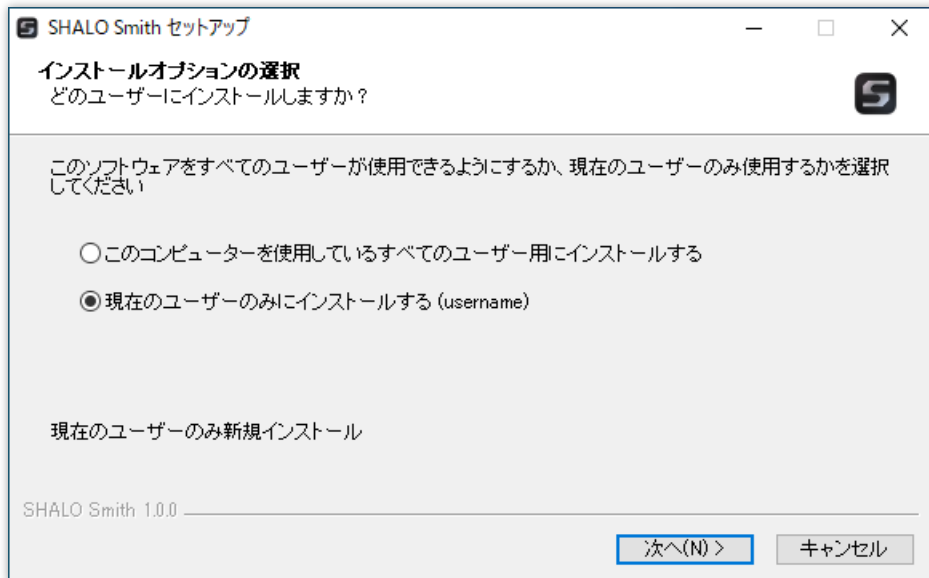 SHALO Smith セットアップ
インストールオプションの選択
どのユーザーにインストールしますか？
このソフトウェアをすべてのユーザーが使用できるようにするか、現在のユーザーのみ使用するかを選択
してください
このコンピューターを使用しているすべてのユーザー用にインストールする
現在のユーザーのみにインストールする (username)
現在のユーザーのみ新規インストール
SHALO Smith 1.0.0
次へ(N) >
キャンセル